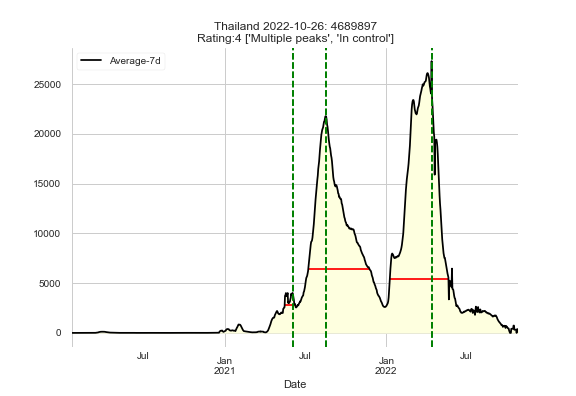 Thailand 2022-10-26: 4689897
Rating:4 ['Multiple peaks', 'In control']
Average-7d
25000
20000
15000
10000
5000
0
Jul
Jan
2021
Jul
Jan
2022
Jul
Date